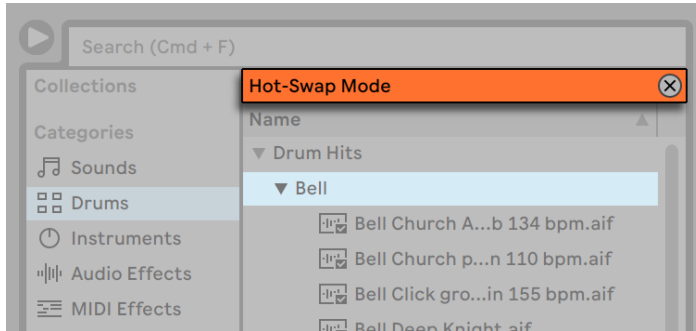 Search (Cmd + F)
Collections
Hot-Swap Mode
Categories
Name
Sounds
Drum Hits
Drums
Bell
Instruments
Bell Church A...b 134 bpm.aif
Audio Effects
Bell Church p...n 110 bpm.aif
MIDI Effects
Bell Click gro...in 155 bpm.aif
Bell Deep Knight.aif